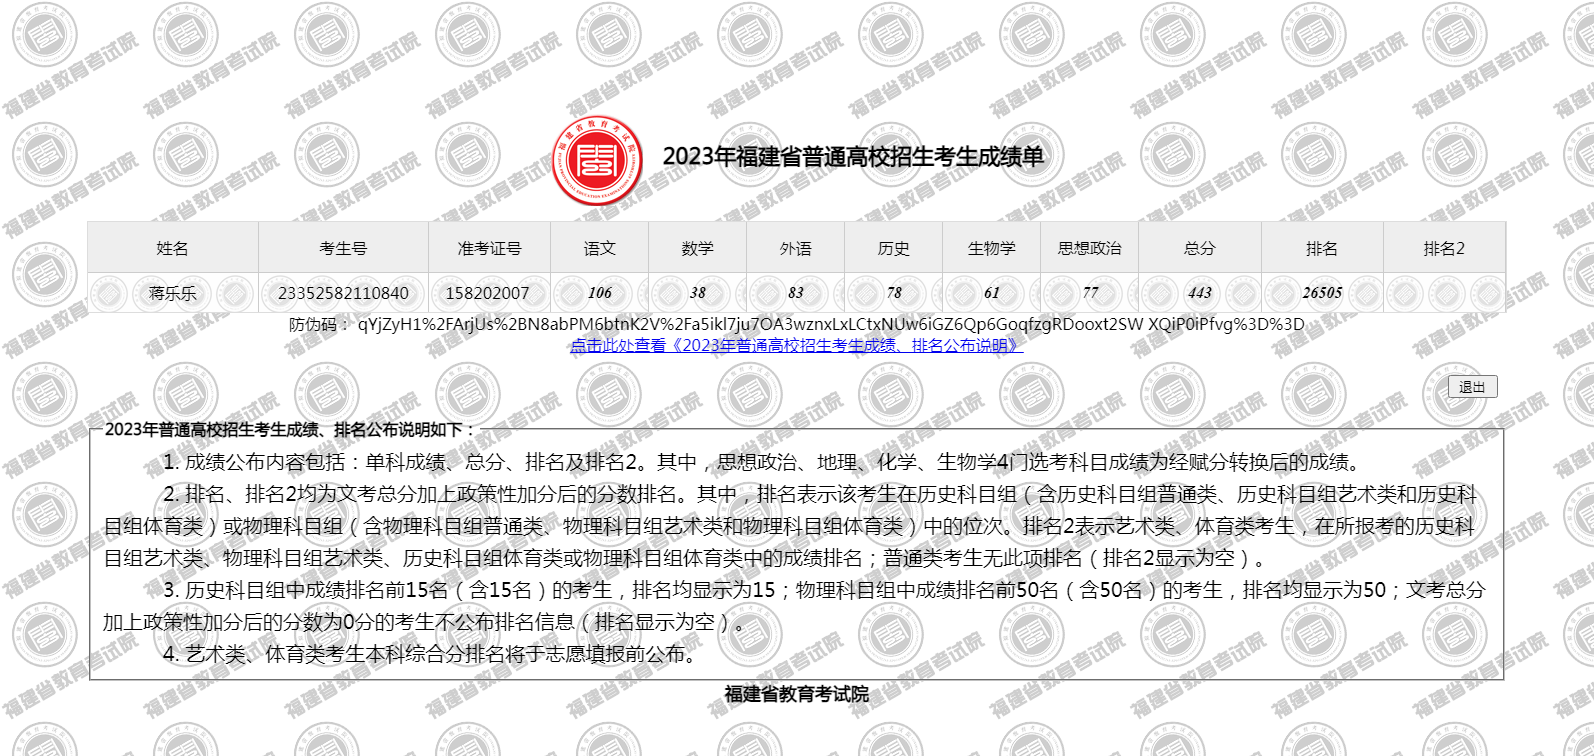 2023年福建省普通高校招生考生成绩单
姓名 考生号 准考证号 语文 数学 外语 历史 生物学 思想政治 总分 排名 排名2
蒋乐乐 23352582110840 158202007 106 38 83 78 61 77 443 26505
防伪码： qYjZyH1%2FArjUs%2BN8abPM6btnK2V%2Fa5ikl7ju7OA3wznxLxLCtxNUw6iGZ6Qp6GoqfzgRDooxt2SW XQiP0iPfvg%3D%3D
点击此处查看《2023年普通高校招生考生成绩、排名公布说明》
退出
2023年普通高校招生考生成绩、排名公布说明如下：
1. 成绩公布内容包括：单科成绩、总分、排名及排名2。其中，思想政治、地理、化学、生物学4门选考科目成绩为经赋分转换后的成绩。
2. 排名、排名2均为文考总分加上政策性加分后的分数排名。其中，排名表示该考生在历史科目组（含历史科目组普通类、历史科目组艺术类和历史科
目组体育类）或物理科目组（含物理科目组普通类、物理科目组艺术类和物理科目组体育类）中的位次。排名2表示艺术类、体育类考生，在所报考的历史科
目组艺术类、物理科目组艺术类、历史科目组体育类或物理科目组体育类中的成绩排名；普通类考生无此项排名（排名2显示为空）。
3. 历史科目组中成绩排名前15名（含15名）的考生，排名均显示为15；物理科目组中成绩排名前50名（含50名）的考生，排名均显示为50；文考总分
加上政策性加分后的分数为0分的考生不公布排名信息（排名显示为空）。
4. 艺术类、体育类考生本科综合分排名将于志愿填报前公布。
福建省教育考试院